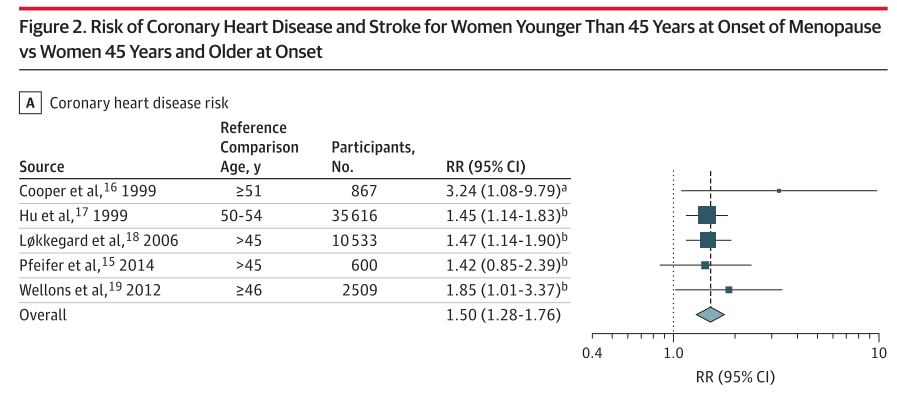 Figure 2. Risk of Coronary Heart Disease and Stroke for Women Younger Than 45 Years at Onset of Menopause
vs Women 45 Years and Older at Onset
A Coronary heart disease risk
Source Reference Comparison Age, y Participants, No. RR (95% CI)
Cooper et al,16 1999 ≥51 867 3.24 (1.08-9.79)a
Hu et al,17 1999 50-54 35 616 1.45 (1.14-1.83)b
Løkkegard et al,18 2006 >45 10 533 1.47 (1.14-1.90)b
Pfeifer et al,15 2014 >45 600 1.42 (0.85-2.39)b
Wellons et al,19 2012 ≥46 2509 1.85 (1.01-3.37)b
Overall 1.50 (1.28-1.76)
0.4 1.0 10
RR (95% CI)